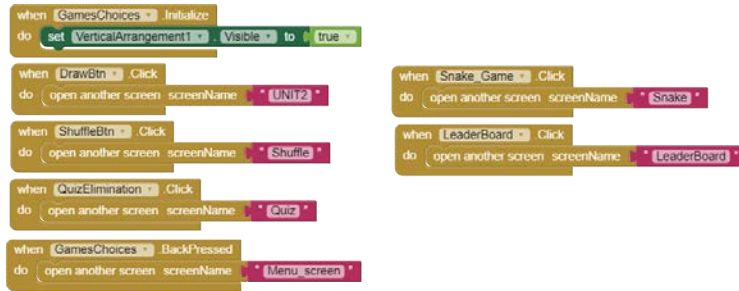 when GamesChoices .Initialize
do set VerticalArrangement1 . Visible to true
when DrawBtn .Click
do open another screen screenName " UNIT2 "
when ShuffleBtn .Click
do open another screen screenName " Shuffle "
when QuizElimination .Click
do open another screen screenName " Quiz "
when GamesChoices .BackPressed
do open another screen screenName " Menu_screen "
when Snake_Game .Click
do open another screen screenName " Snake "
when LeaderBoard .Click
do open another screen screenName " LeaderBoard "